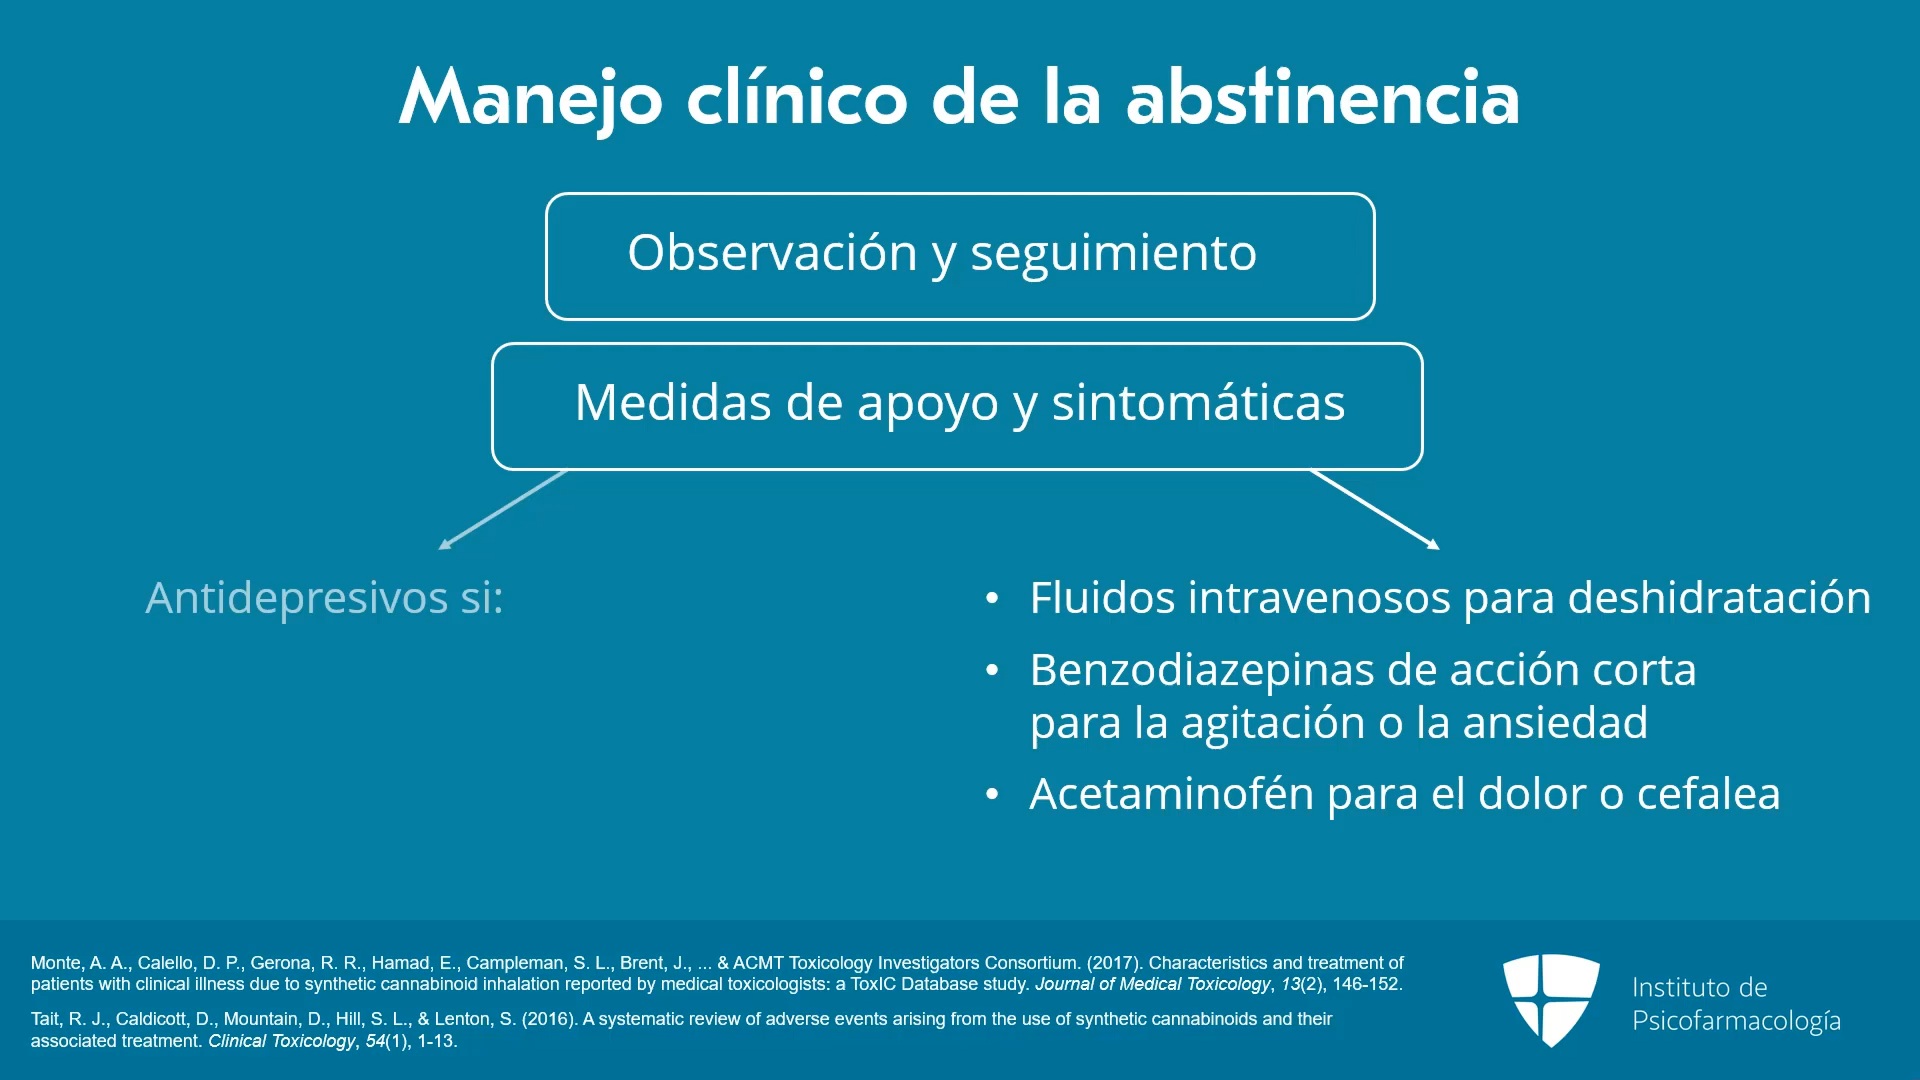 Manejo clínico de la abstinencia
Observación y seguimiento
Medidas de apoyo y sintomáticas
Antidepresivos si:
• Fluidos intravenosos para deshidratación
• Benzodiazepinas de acción corta
para la agitación o la ansiedad
• Acetaminofén para el dolor o cefalea
Monte, A. A., Calello, D. P., Gerona, R. R., Hamad, E., Campleman, S. L., Brent, J., ... & ACMT Toxicology Investigators Consortium. (2017). Characteristics and treatment of
patients with clinical illness due to synthetic cannabinoid inhalation reported by medical toxicologists: a ToxIC Database study. Journal of Medical Toxicology, 13(2), 146-152.
Tait, R. J., Caldicott, D., Mountain, D., Hill, S. L., & Lenton, S. (2016). A systematic review of adverse events arising from the use of synthetic cannabinoids and their
associated treatment. Clinical Toxicology, 54(1), 1-13.
Instituto de
Psicofarmacología